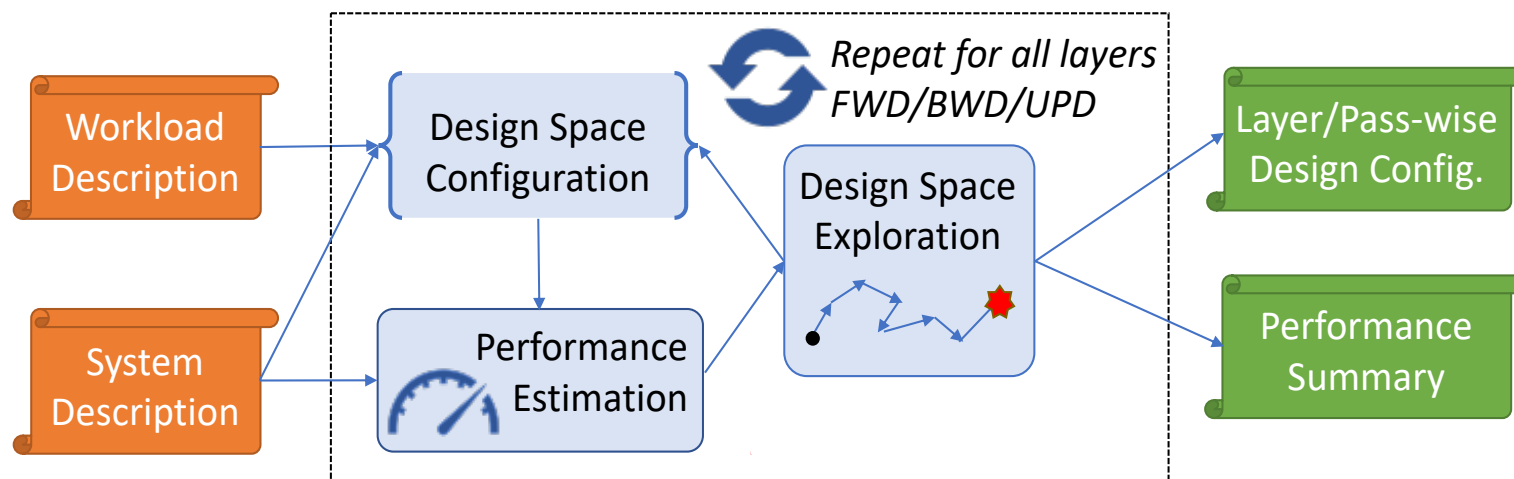 Workload
Description
System
Description
Design Space
Configuration
Performance
Estimation
Repeat for all layers
FWD/BWD/UPD
Design Space
Exploration
Layer/Pass-wise
Design Config.
Performance
Summary